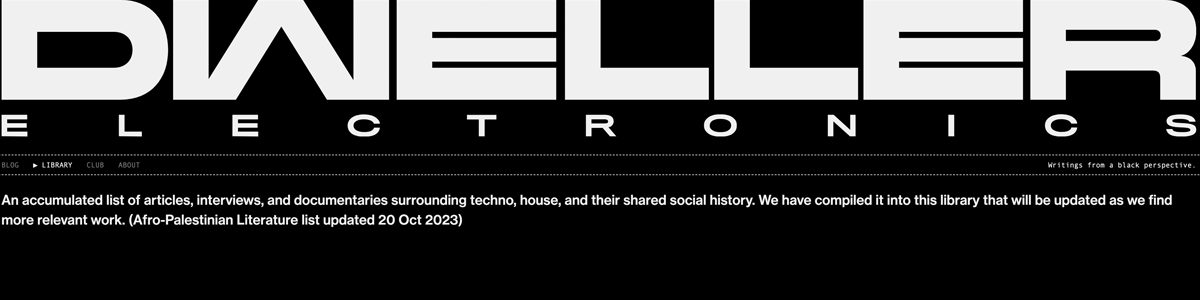 DWELLER
ELECTRONICS
BLOG ▶ LIBRARY CLUB ABOUT Writings from a black perspective.
An accumulated list of articles, interviews, and documentaries surrounding techno, house, and their shared social history. We have compiled it into this library that will be updated as we find
more relevant work. (Afro-Palestinian Literature list updated 20 Oct 2023)